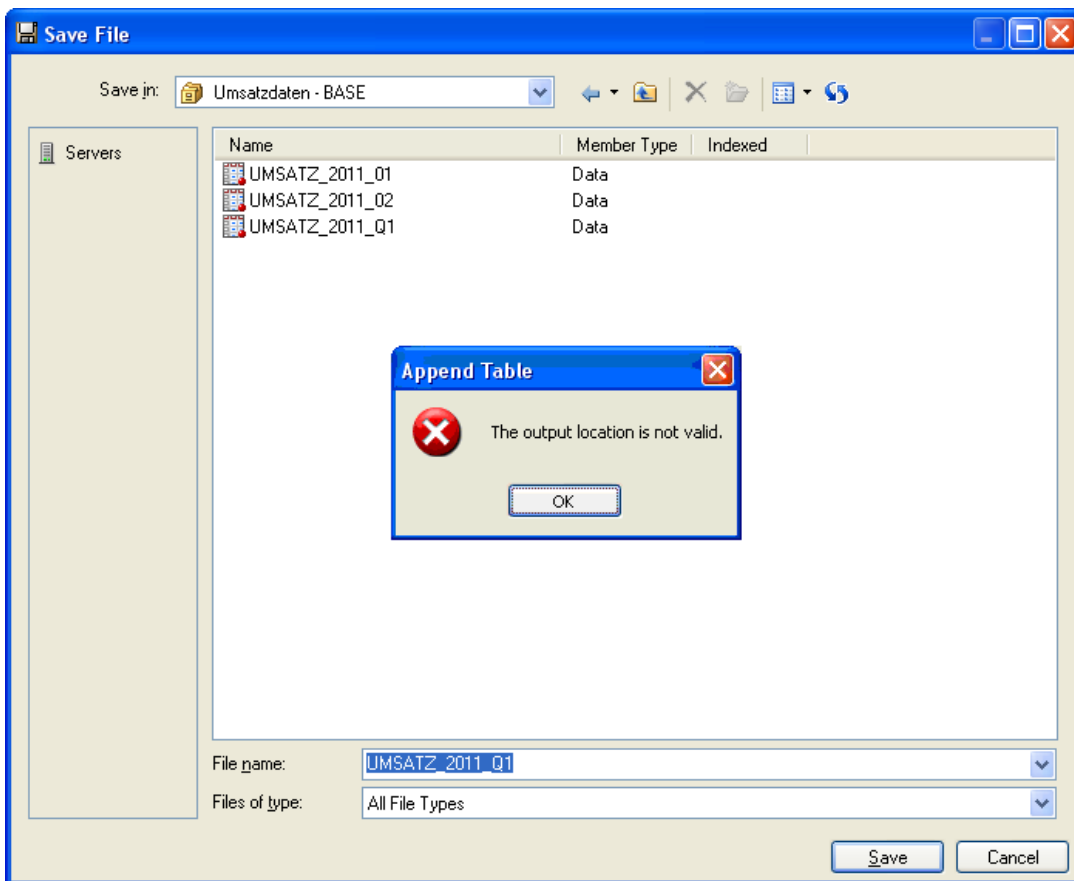 Save File
Save in:
Umsatzdaten - BASE
Servers
Name Member Type Indexed
UMSATZ_2011_01 Data
UMSATZ_2011_02 Data
UMSATZ_2011_Q1 Data
Append Table
The output location is not valid.
OK
File name: UMSATZ_2011_Q1
Files of type: All File Types
Save Cancel